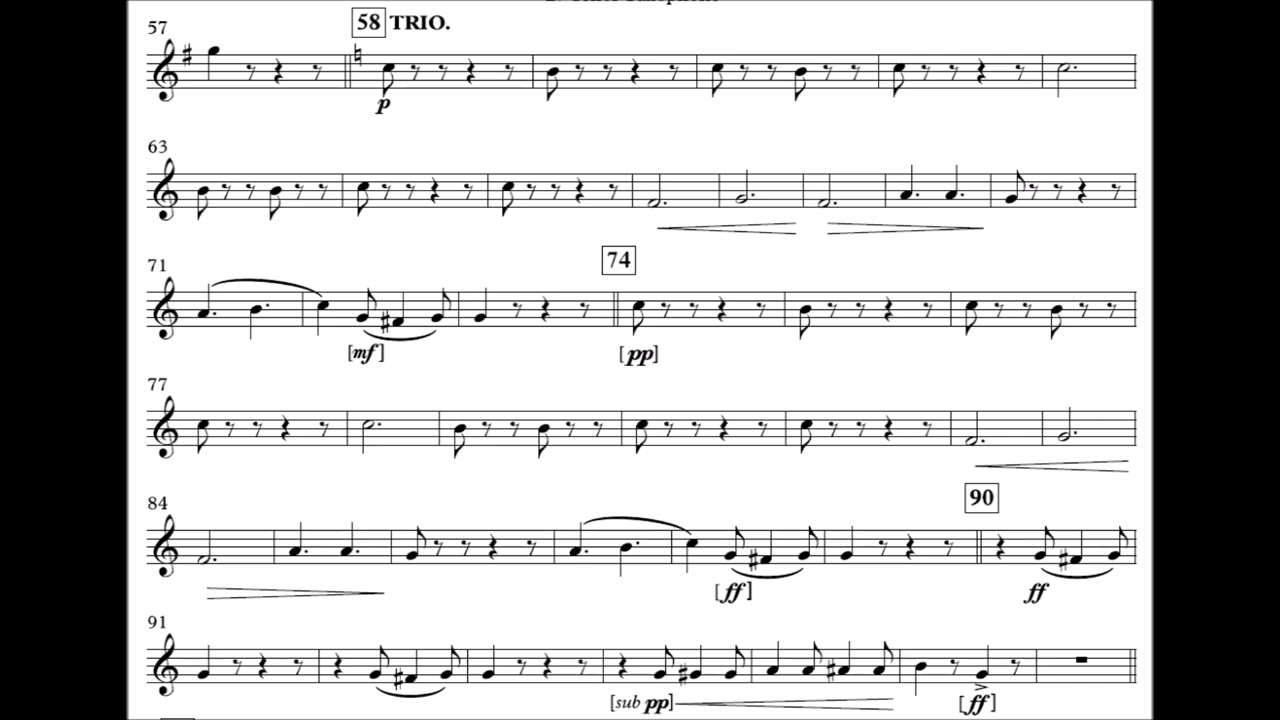 57
58 TRIO.
p
63
71
74
[mf]
[pp]
77
84
90
[ff]
ff
91
[sub pp]
[ff]